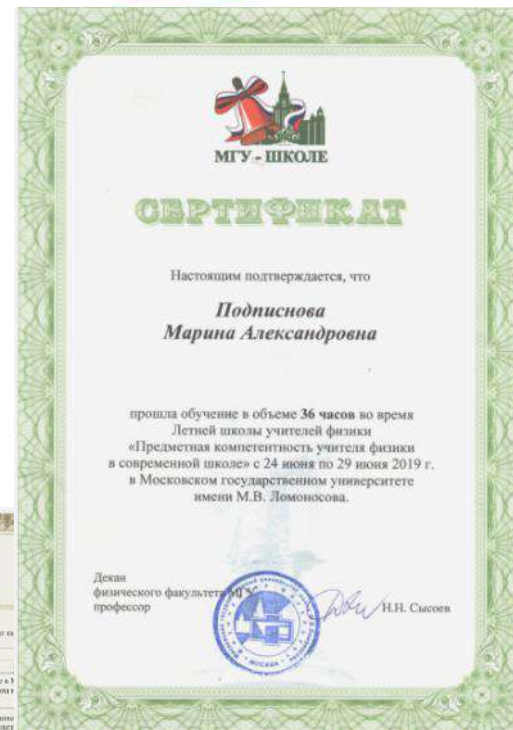 МГУ - ШКОЛЕ
СЕРТИФИКАТ
Настоящим подтверждается, что
Подписнова
Марина Александровна
прошла обучение в объеме 36 часов во время
Летней школы учителей физики
«Предметная компетентность учителя физики
в современной школе» с 24 июня по 29 июня 2019 г.
в Московском государственном университете
имени М.В. Ломоносова.
Декан
физического факультета МГУ
профессор
Н.Н. Сысоев
МОСКВА